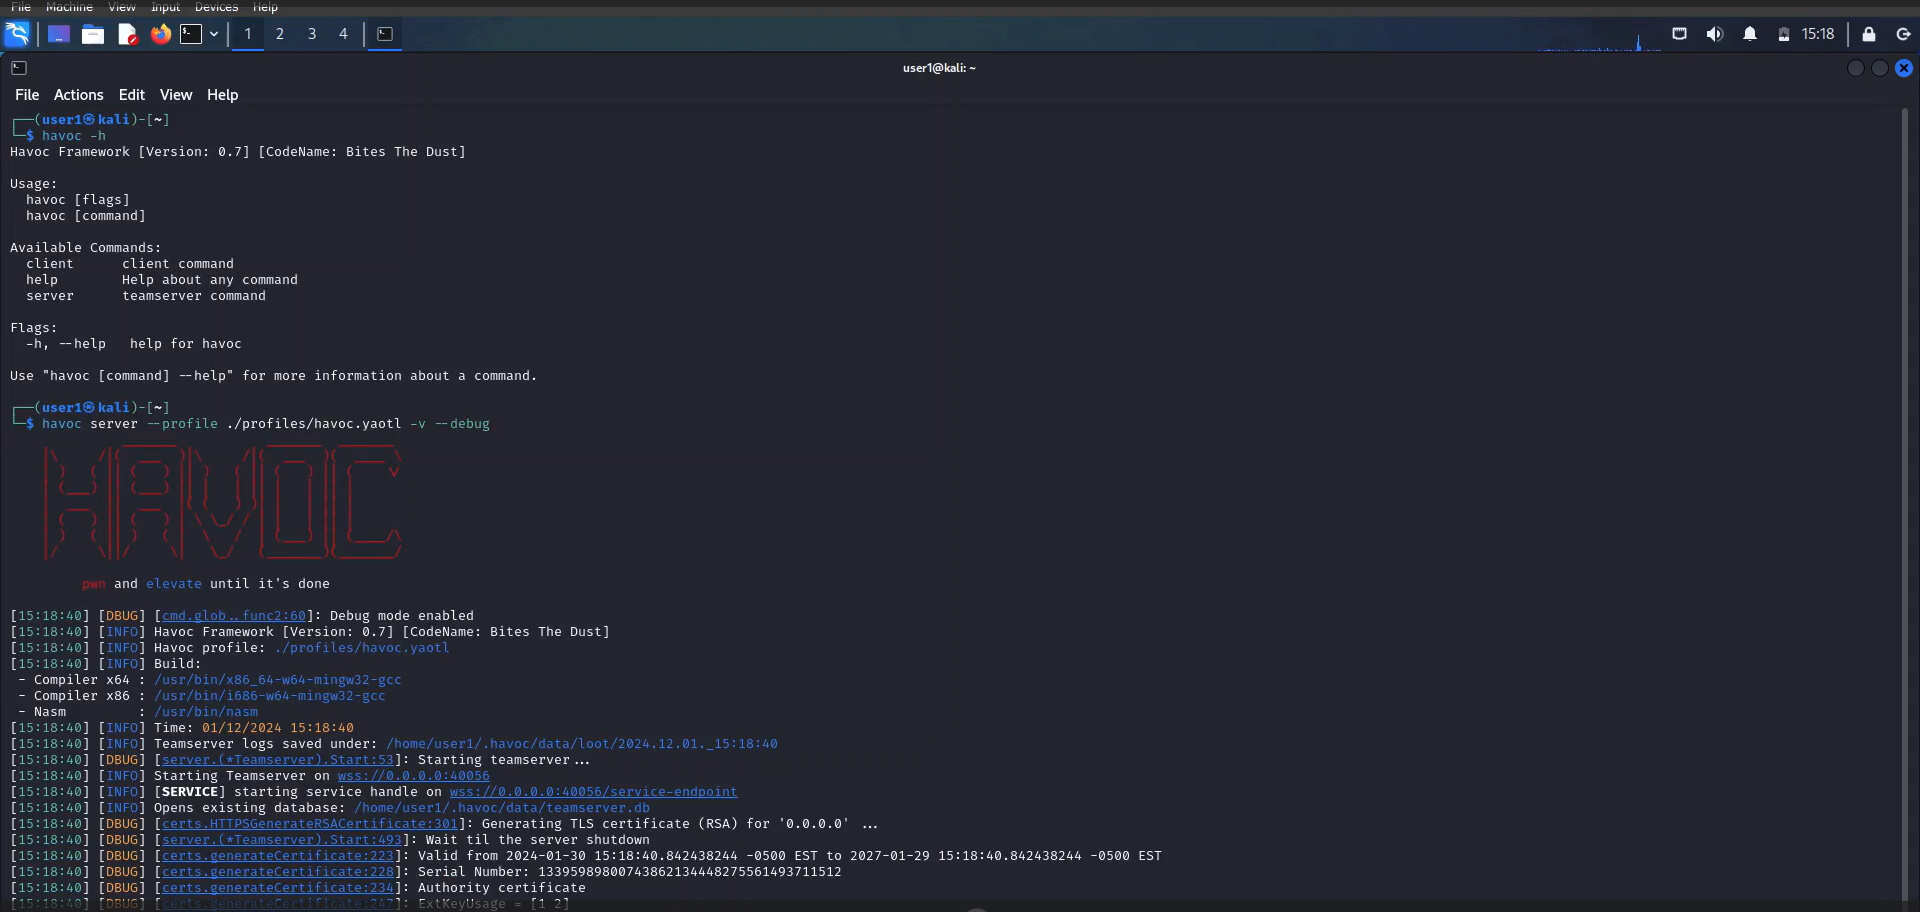 File Machine View Input Devices Help
1 2 3 4 15:18
user1@kali: ~
File Actions Edit View Help
┌──(user1㉿kali)-[~]
└─$ havoc -h
Havoc Framework [Version: 0.7] [CodeName: Bites The Dust]
Usage:
havoc [flags]
havoc [command]
Available Commands:
client client command
help Help about any command
server teamserver command
Flags:
-h, --help help for havoc
Use "havoc [command] --help" for more information about a command.
┌──(user1㉿kali)-[~]
└─$ havoc server --profile ./profiles/havoc.yaotl -v --debug
HAVOC
pwn and elevate until it's done
[15:18:40] [DBUG] [cmd.glob..func2:60]: Debug mode enabled
[15:18:40] [INFO] Havoc Framework [Version: 0.7] [CodeName: Bites The Dust]
[15:18:40] [INFO] Havoc profile: ./profiles/havoc.yaotl
[15:18:40] [INFO] Build:
- Compiler x64 : /usr/bin/x86_64-w64-mingw32-gcc
- Compiler x86 : /usr/bin/i686-w64-mingw32-gcc
- Nasm : /usr/bin/nasm
[15:18:40] [INFO] Time: 01/12/2024 15:18:40
[15:18:40] [INFO] Teamserver logs saved under: /home/user1/.havoc/data/loot/2024.12.01._15:18:40
[15:18:40] [DBUG] [server.(*Teamserver).Start:53]: Starting teamserver...
[15:18:40] [INFO] Starting Teamserver on wss://0.0.0.0:40056
[15:18:40] [INFO] [SERVICE] starting service handle on wss://0.0.0.0:40056/service-endpoint
[15:18:40] [INFO] Opens existing database: /home/user1/.havoc/data/teamserver.db
[15:18:40] [DBUG] [certs.HTTPSGenerateRSACertificate:301]: Generating TLS certificate (RSA) for '0.0.0.0' ...
[15:18:40] [DBUG] [server.(*Teamserver).Start:493]: Wait til the server shutdown
[15:18:40] [DBUG] [certs.generateCertificate:223]: Valid from 2024-01-30 15:18:40.842438244 -0500 EST to 2027-01-29 15:18:40.842438244 -0500 EST
[15:18:40] [DBUG] [certs.generateCertificate:228]: Serial Number: 133959898007438621344482755614937115​12
[15:18:40] [DBUG] [certs.generateCertificate:234]: Authority certificate
[15:18:40] [DBUG] [certs.generateCertificate:247]: ExtKeyUsage = [1 2]